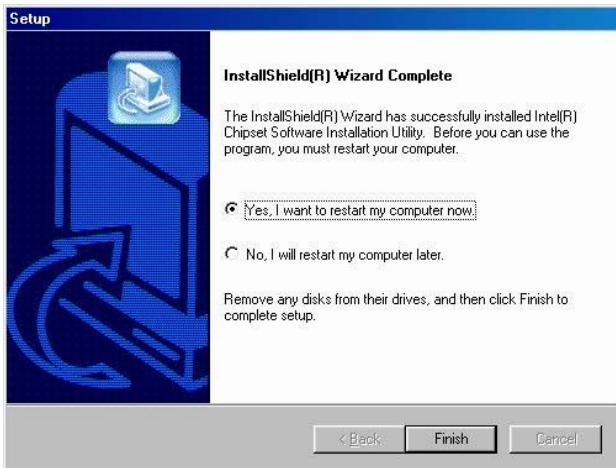 Setup
InstallShield(R) Wizard Complete
The InstallShield(R) Wizard has successfully installed Intel(R)
Chipset Software Installation Utility. Before you can use the
program, you must restart your computer.
Yes, I want to restart my computer now.
No, I will restart my computer later.
Remove any disks from their drives, and then click Finish to
complete setup.
< Back
Finish
Cancel